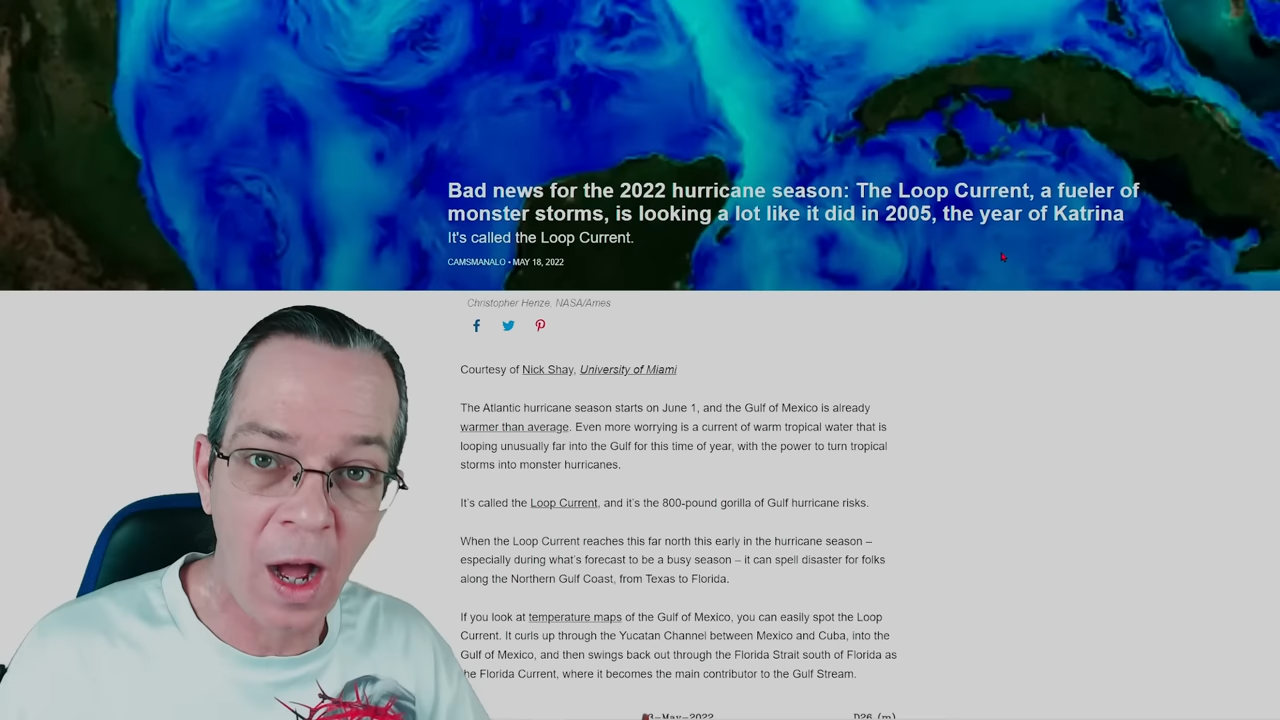 Bad news for the 2022 hurricane season: The Loop Current, a fueler of
monster storms, is looking a lot like it did in 2005, the year of Katrina
It's called the Loop Current.
CAMSMANALO • MAY 18, 2022
Christopher Henze, NASA/Ames
Courtesy of Nick Shay, University of Miami
The Atlantic hurricane season starts on June 1, and the Gulf of Mexico is already
warmer than average. Even more worrying is a current of warm tropical water that is
looping unusually far into the Gulf for this time of year, with the power to turn tropical
storms into monster hurricanes.
It's called the Loop Current, and it's the 800-pound gorilla of Gulf hurricane risks.
When the Loop Current reaches this far north this early in the hurricane season –
especially during what's forecast to be a busy season – it can spell disaster for folks
along the Northern Gulf Coast, from Texas to Florida.
If you look at temperature maps of the Gulf of Mexico, you can easily spot the Loop
Current. It curls up through the Yucatan Channel between Mexico and Cuba, into the
Gulf of Mexico, and then swings back out through the Florida Strait south of Florida as
the Florida Current, where it becomes the main contributor to the Gulf Stream.
3-May-2022 D26 (m)